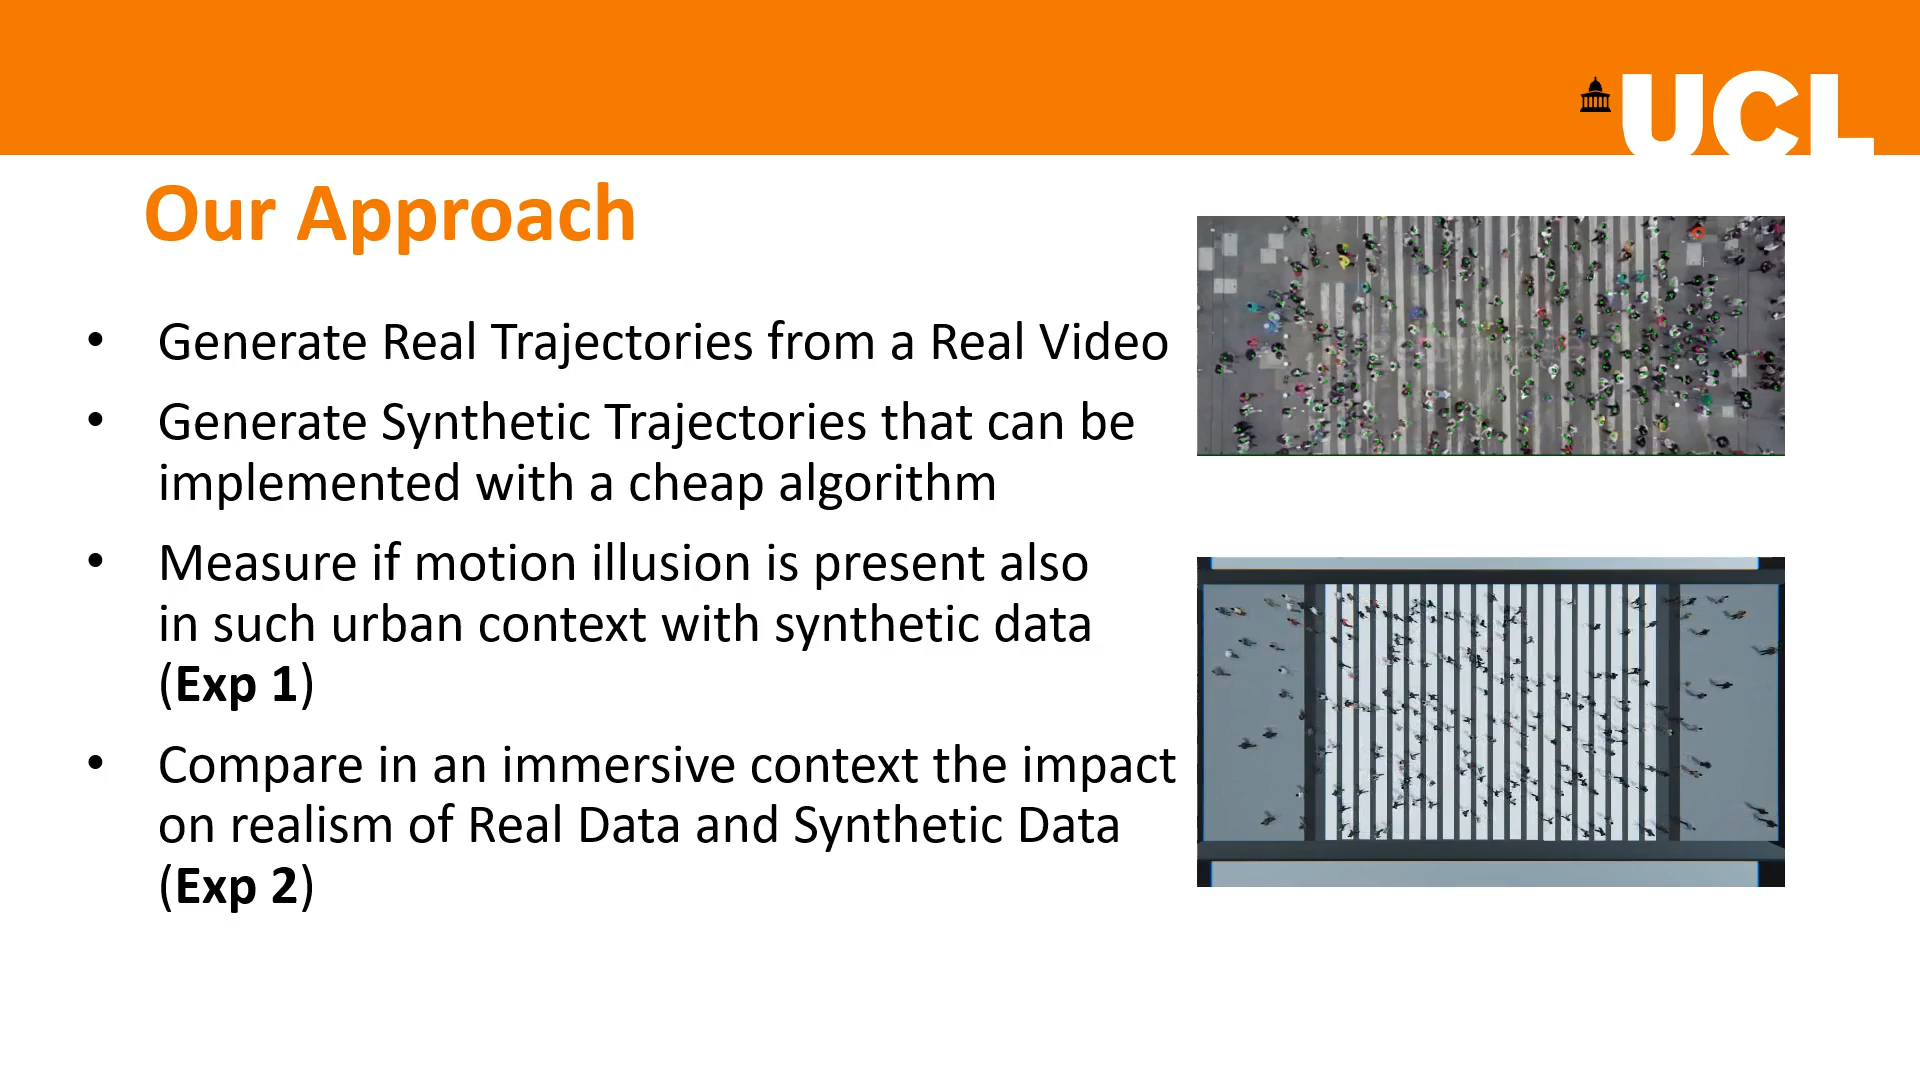 UCL
Our Approach
• Generate Real Trajectories from a Real Video
• Generate Synthetic Trajectories that can be
implemented with a cheap algorithm
• Measure if motion illusion is present also
in such urban context with synthetic data
(Exp 1)
• Compare in an immersive context the impact
on realism of Real Data and Synthetic Data
(Exp 2)